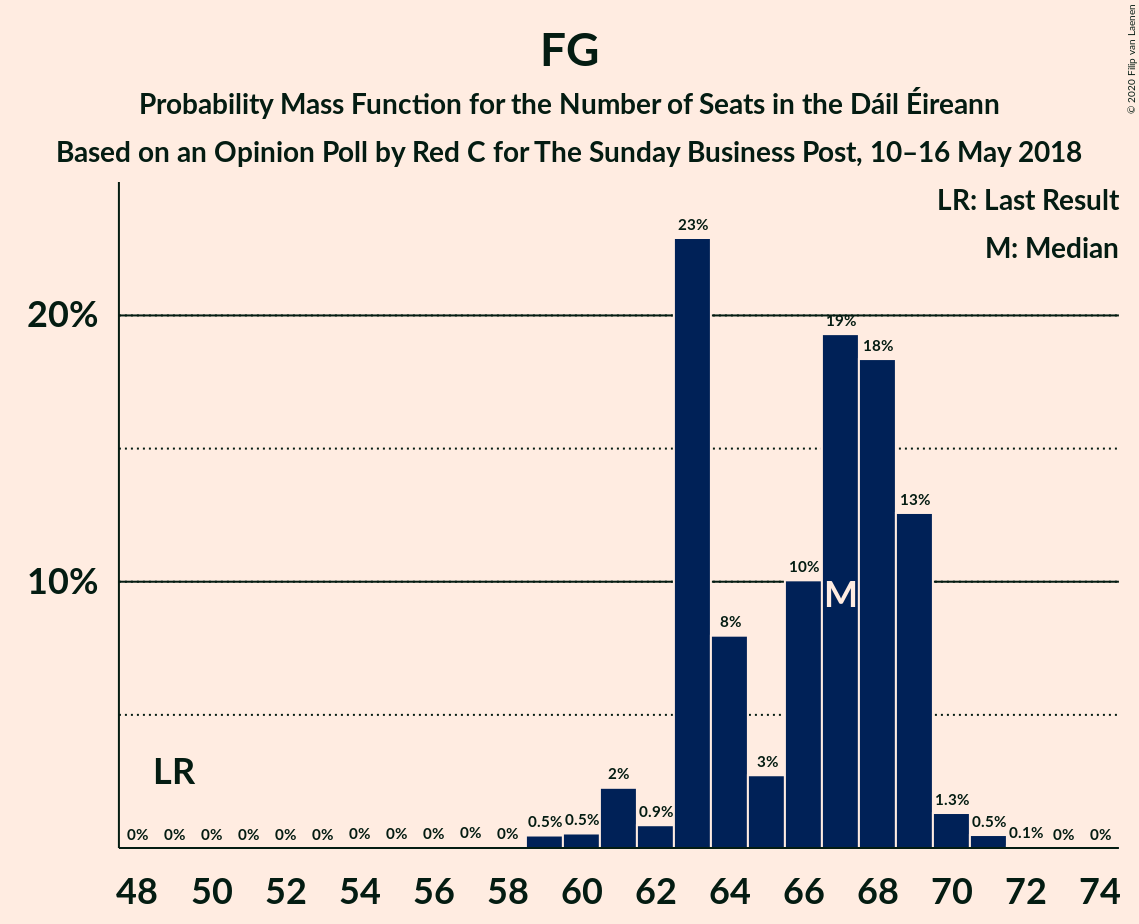 FG
Probability Mass Function for the Number of Seats in the Dáil Éireann
Based on an Opinion Poll by Red C for The Sunday Business Post, 10–16 May 2018
© 2020 Filip van Laenen
LR: Last Result
M: Median
20%
10%
LR
M
0% 0% 0% 0% 0% 0% 0% 0% 0% 0% 0% 0.5% 0.5% 2% 0.9% 23% 8% 3% 10% 19% 18% 13% 1.3% 0.5% 0.1% 0% 0%
48 50 52 54 56 58 60 62 64 66 68 70 72 74